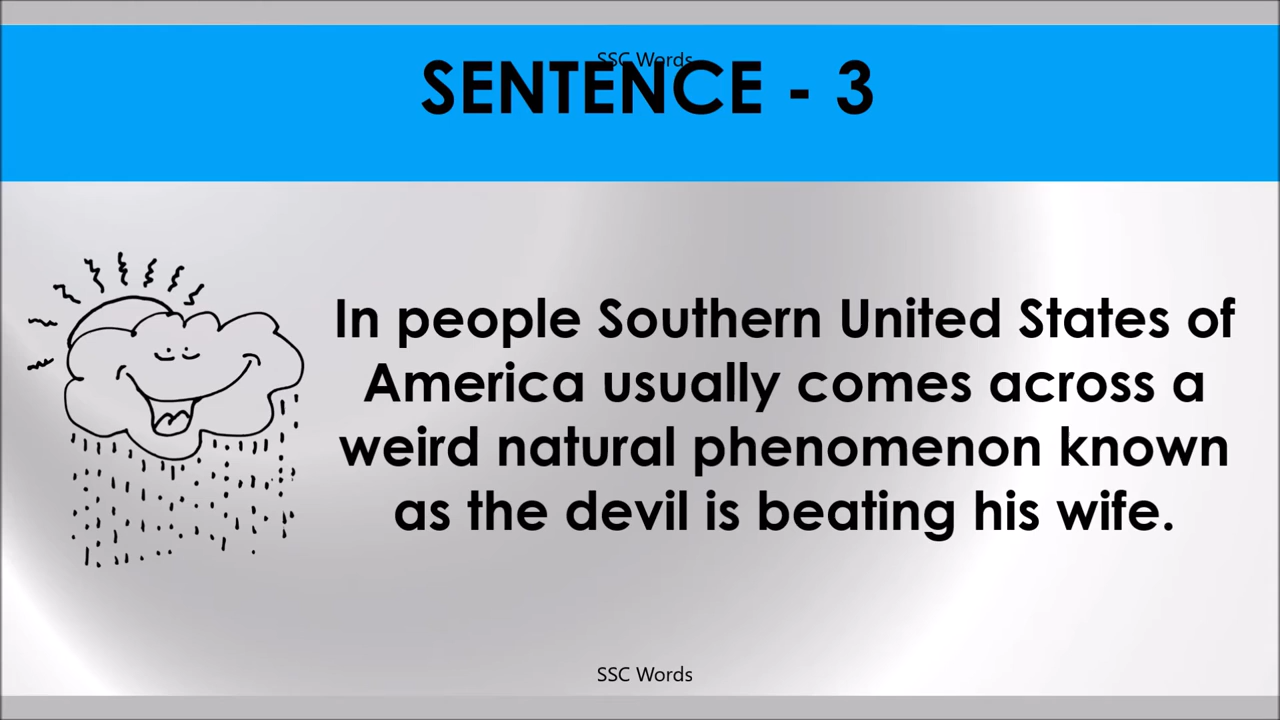 SSC Words
SENTENCE - 3
In people Southern United States of
America usually comes across a
weird natural phenomenon known
as the devil is beating his wife.
SSC Words